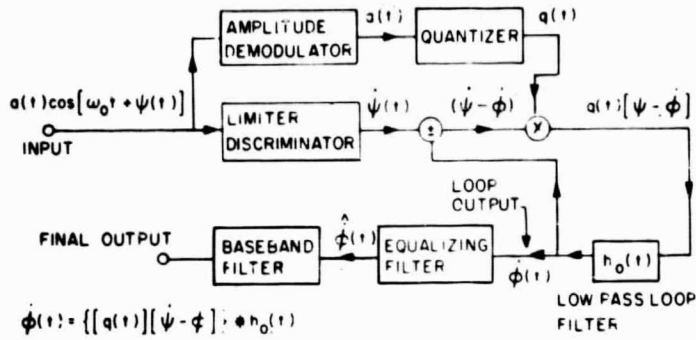 AMPLITUDE
DEMODULATOR
a(t)
QUANTIZER
q(t)
a(t)cos[ω₀t + ψ(t)]
INPUT
LIMITER
DISCRIMINATOR
ψ̇(t)
±
(ψ̇ - ϕ̇)
X
q(t)[ψ̇ - ϕ̇]
LOOP
OUTPUT
FINAL OUTPUT
BASEBAND
FILTER
ϕ̇̂(t)
EQUALIZING
FILTER
ϕ̇(t)
h₀(t)
LOW PASS LOOP
FILTER
ϕ̇(t) = {[q(t)][ψ̇ - ϕ̇]} * h₀(t)